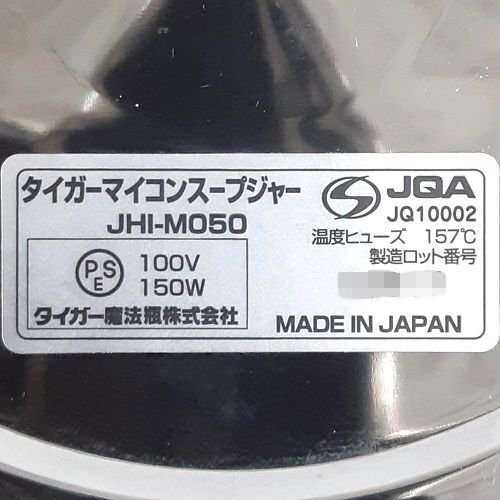 タイガーマイコンスープジャー
JHI-M050
PSE
100V
150W
タイガー魔法瓶株式会社
JQA
JQ10002
温度ヒューズ 157℃
製造ロット番号
MADE IN JAPAN